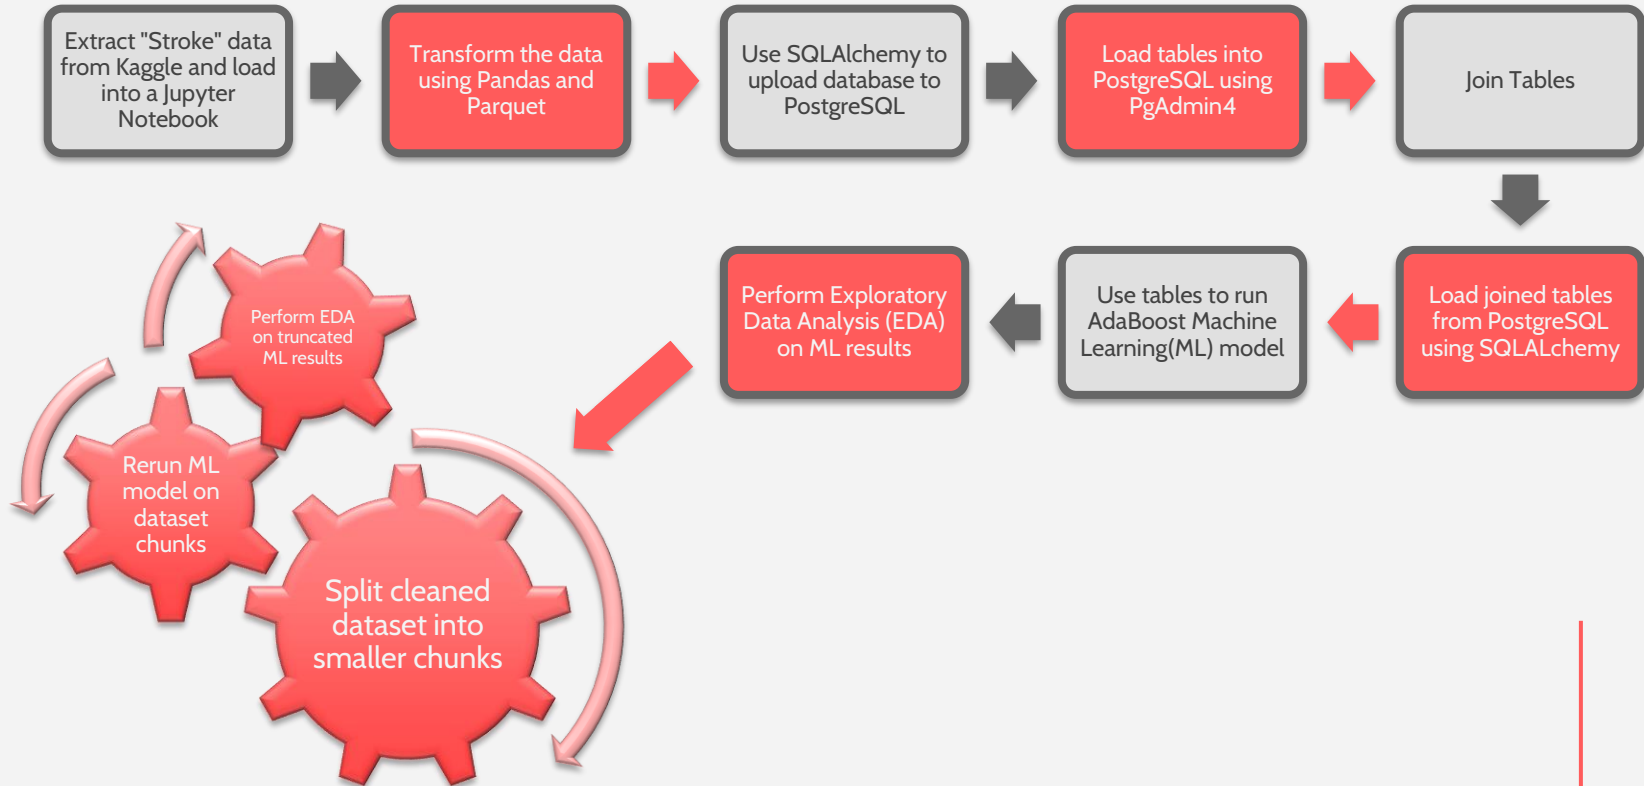 Extract "Stroke" data
from Kaggle and load
into a Jupyter
Notebook
Transform the data
using Pandas and
Parquet
Use SQLAlchemy to
upload database to
PostgreSQL
Load tables into
PostgreSQL using
PgAdmin4
Join Tables
Load joined tables
from PostgreSQL
using SQLALchemy
Use tables to run
AdaBoost Machine
Learning(ML) model
Perform Exploratory
Data Analysis (EDA)
on ML results
Split cleaned
dataset into
smaller chunks
Rerun ML
model on
dataset
chunks
Perform EDA
on truncated
ML results